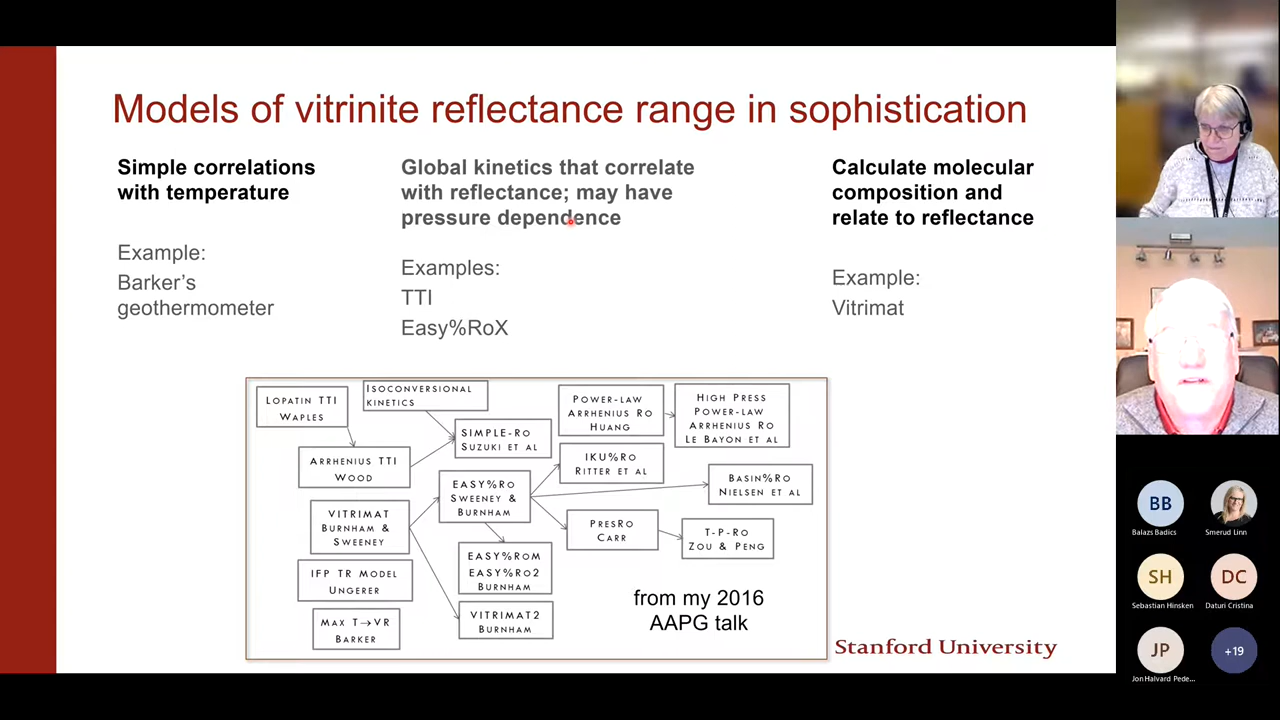 Models of vitrinite reflectance range in sophistication
Simple correlations
with temperature
Example:
Barker's
geothermometer
Global kinetics that correlate
with reflectance; may have
pressure dependence
Examples:
TTI
Easy%RoX
Calculate molecular
composition and
relate to reflectance
Example:
Vitrimat
LOPATIN TTI
WAPLES
ISOCONVERSIONAL
KINETICS
POWER-LAW
ARRHENIUS RO
HUANG
HIGH PRESS
POWER-LAW
ARRHENIUS RO
LE BAYON ET AL
SIMPLE-RO
SUZUKI ET AL
ARRHENIUS TTI
WOOD
IKU%RO
RITTER ET AL
EASY%RO
SWEENEY &
BURNHAM
BASIN%RO
NIELSEN ET AL
VITRIMAT
BURNHAM &
SWEENEY
PRESRO
CARR
T-P-RO
ZOU & PENG
EASY%ROM
EASY%RO2
BURNHAM
IFP TR MODEL
UNGERER
VITRIMAT2
BURNHAM
MAX T→VR
BARKER
from my 2016
AAPG talk
Stanford University
BB
Balazs Badics
Smerud Linn
SH
Sebastian Hinsken
DC
Daturi Cristina
JP
Jon Halvard Pede...
+19